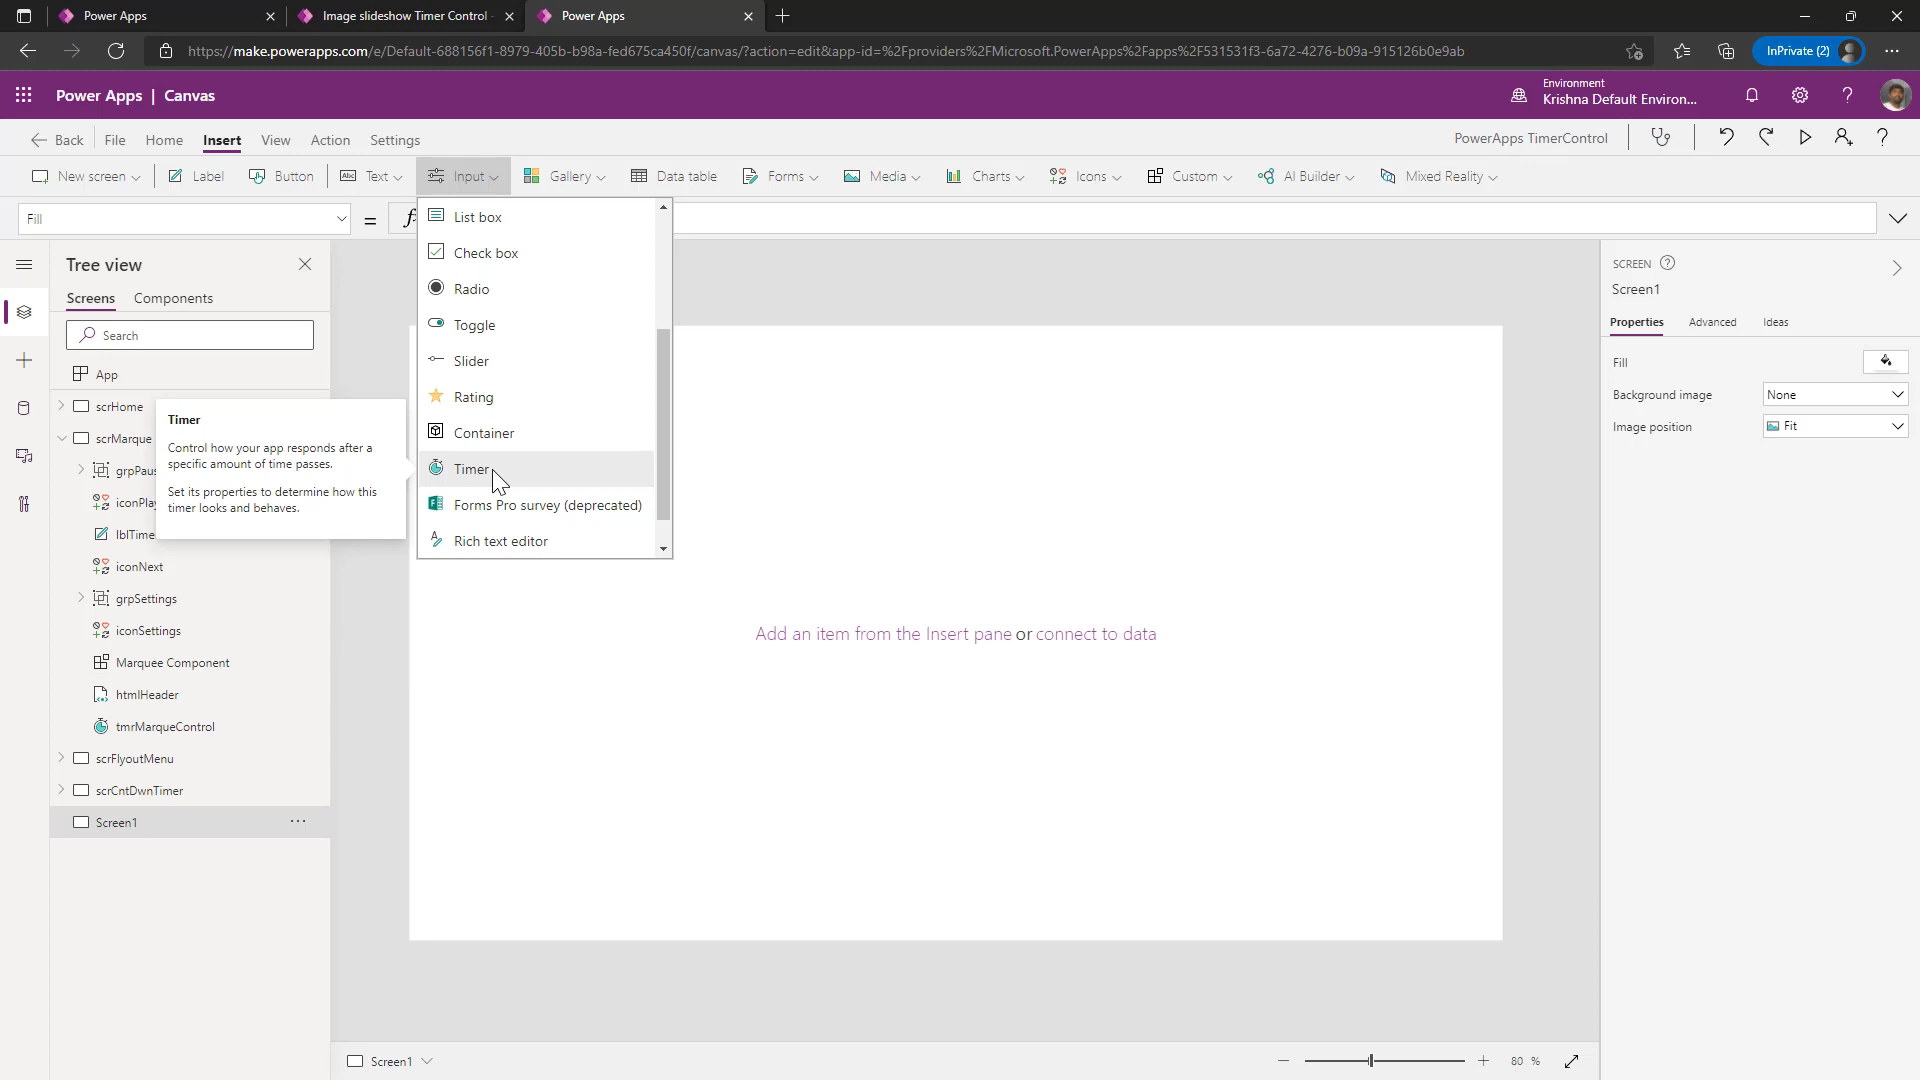 Power Apps
Image slideshow Timer Control -
Power Apps
https://make.powerapps.com/e/Default-688156f1-8979-405b-b98a-fed675ca450f/canvas/?action=edit&app-id=%2Fproviders%2FMicrosoft.PowerApps%2Fapps%2F531531f3-6a72-4276-b09a-915126b0e9ab
InPrivate (2)
Power Apps | Canvas
Environment
Krishna Default Environ...
Back
File
Home
Insert
View
Action
Settings
PowerApps TimerControl
New screen
Label
Button
Text
Input
Gallery
Data table
Forms
Media
Charts
Icons
Custom
AI Builder
Mixed Reality
Fill
=
Tree view
Screens
Components
Search
App
scrHome
scrMarque
grpPaus
iconPlay
lblTime
iconNext
grpSettings
iconSettings
Marquee Component
htmlHeader
tmrMarqueControl
scrFlyoutMenu
scrCntDwnTimer
Screen1
Timer
Control how your app responds after a
specific amount of time passes.
Set its properties to determine how this
timer looks and behaves.
List box
Check box
Radio
Toggle
Slider
Rating
Container
Timer
Forms Pro survey (deprecated)
Rich text editor
Add an item from the Insert pane or connect to data
SCREEN
Screen1
Properties
Advanced
Ideas
Fill
Background image
None
Image position
Fit
Screen1
80 %